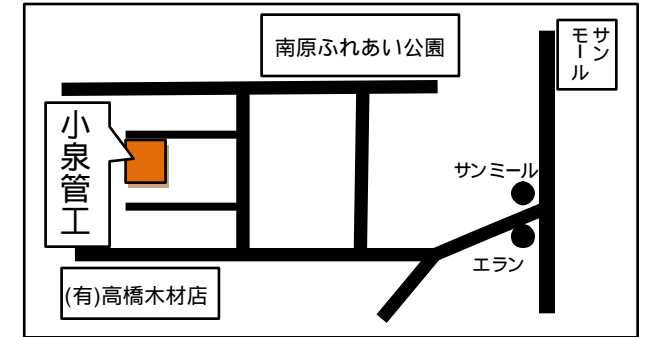 南原ふれあい公園
サンモール
小泉管工
サンミール
エラン
(有)高橋木材店